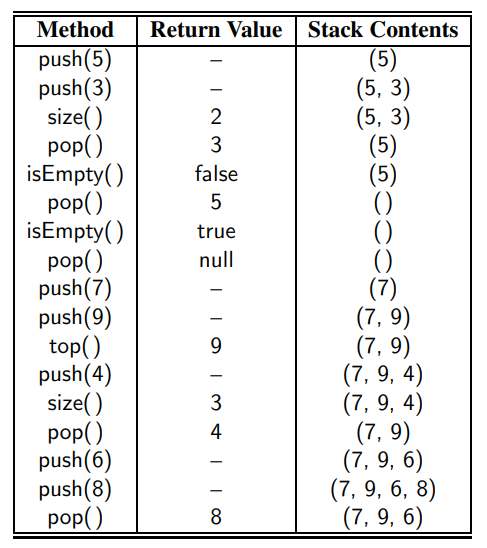 Method Return Value Stack Contents
push(5) – (5)
push(3) – (5, 3)
size() 2 (5, 3)
pop() 3 (5)
isEmpty() false (5)
pop() 5 ()
isEmpty() true ()
pop() null ()
push(7) – (7)
push(9) – (7, 9)
top() 9 (7, 9)
push(4) – (7, 9, 4)
size() 3 (7, 9, 4)
pop() 4 (7, 9)
push(6) – (7, 9, 6)
push(8) – (7, 9, 6, 8)
pop() 8 (7, 9, 6)